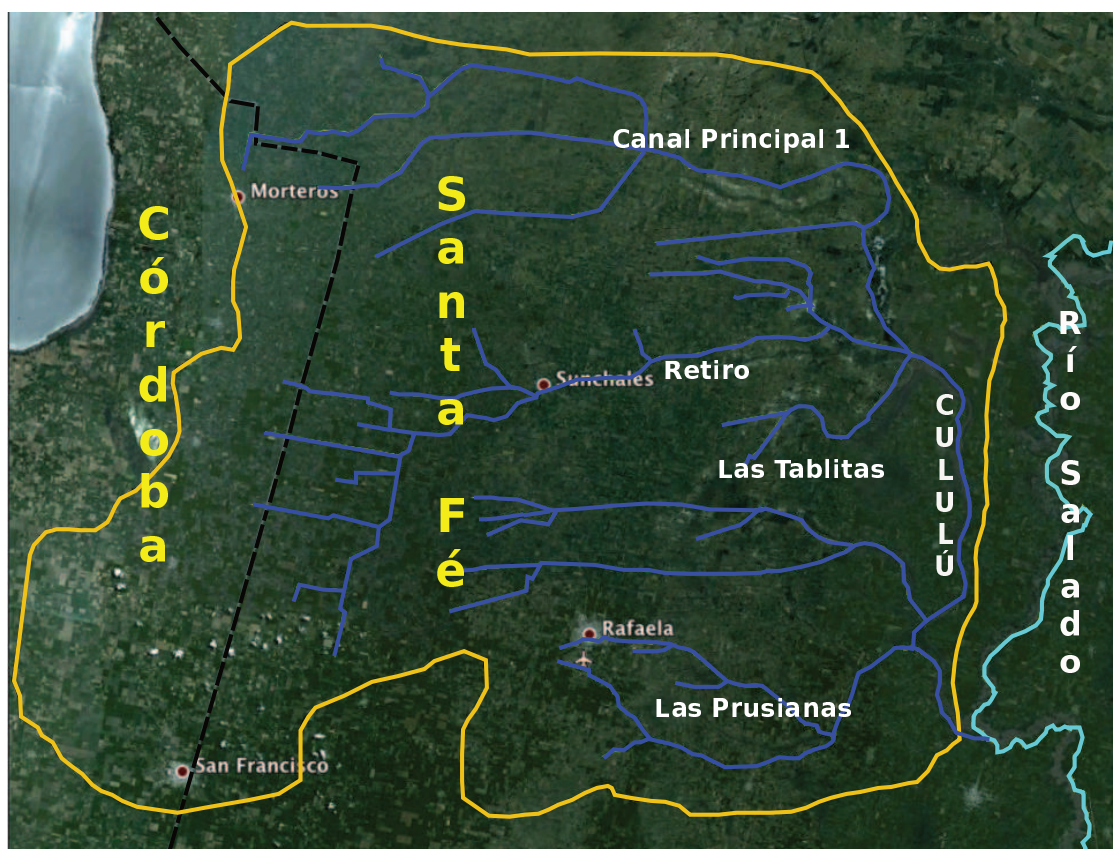 Canal Principal 1
Morteros
Córdoba
Santa
Fé
Río Salado
Sunchales
Retiro
CULULÚ
Las Tablitas
Rafaela
Las Prusianas
San Francisco